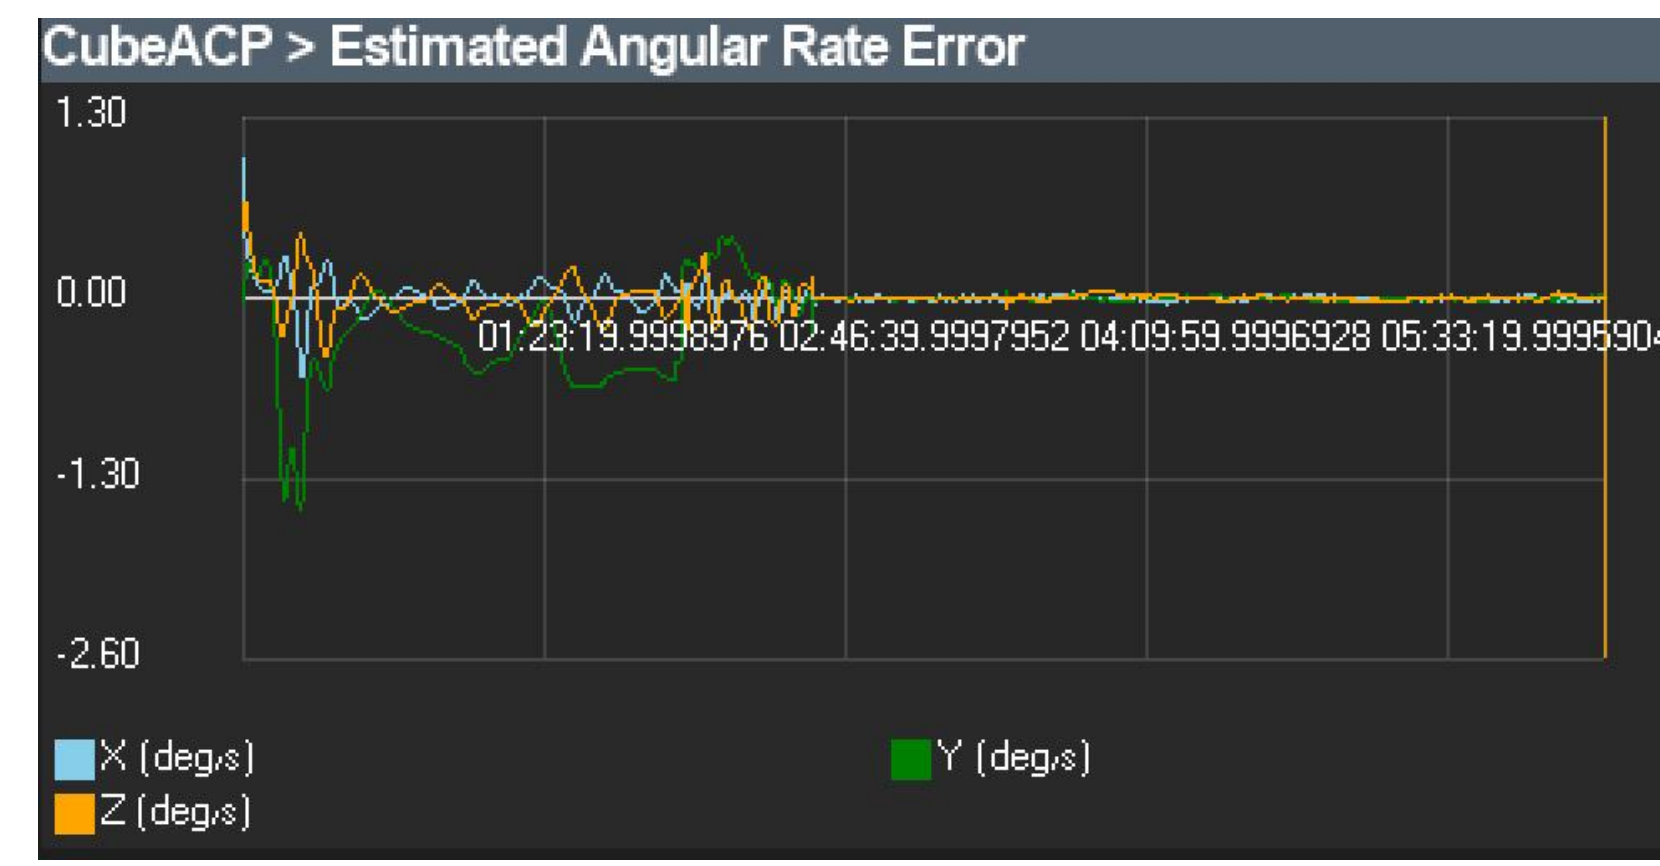 CubeACP > Estimated Angular Rate Error
1.30
0.00
01:23:19.9998976 02:46:39.9997952 04:09:59.9996928 05:33:19.9995904
-1.30
-2.60
X (deg/s)
Y (deg/s)
Z (deg/s)